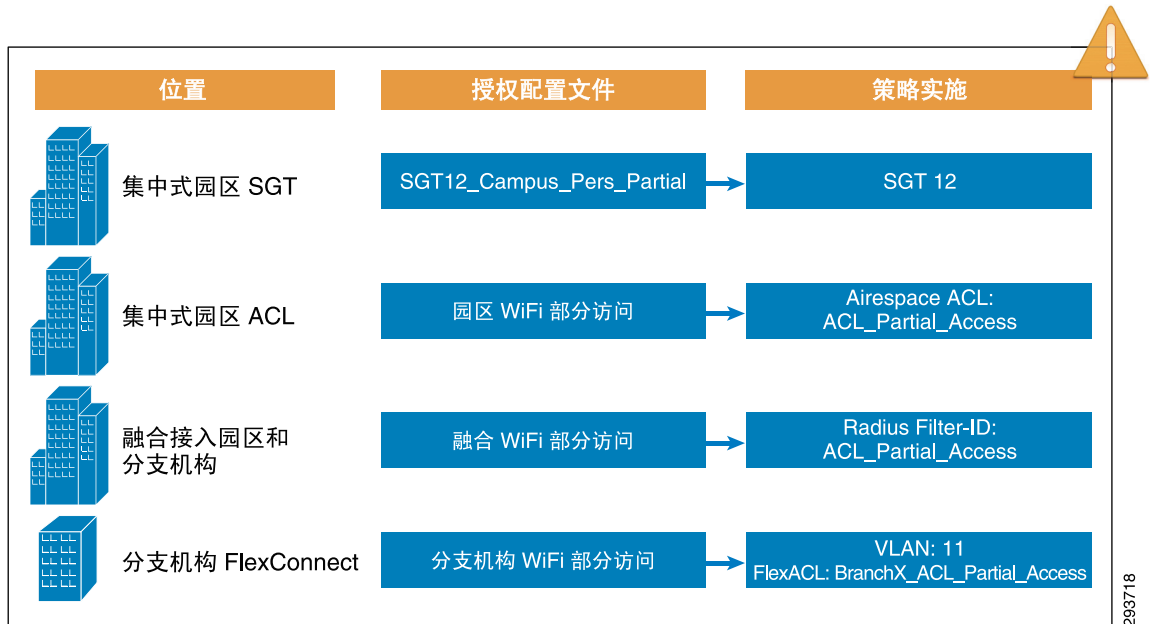 位置
授权配置文件
策略实施
集中式园区 SGT
SGT12_Campus_Pers_Partial
SGT 12
集中式园区 ACL
园区 WiFi 部分访问
Airespace ACL:
ACL_Partial_Access
融合接入园区和
分支机构
融合 WiFi 部分访问
Radius Filter-ID:
ACL_Partial_Access
分支机构 FlexConnect
分支机构 WiFi 部分访问
VLAN: 11
FlexACL: BranchX_ACL_Partial_Access
293718